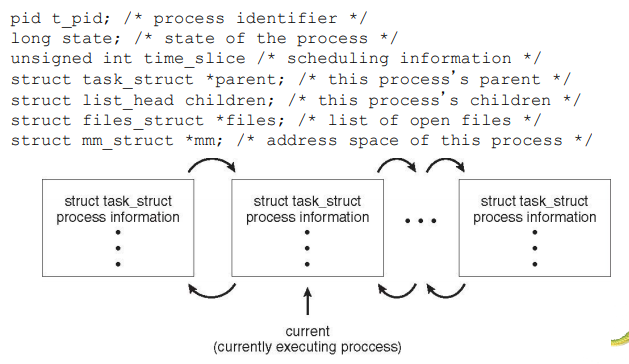 pid t_pid; /* process identifier */
long state; /* state of the process */
unsigned int time_slice /* scheduling information */
struct task_struct *parent; /* this process's parent */
struct list_head children; /* this process's children */
struct files_struct *files; /* list of open files */
struct mm_struct *mm; /* address space of this process */
struct task_struct
process information
struct task_struct
process information
struct task_struct
process information
current
(currently executing proccess)